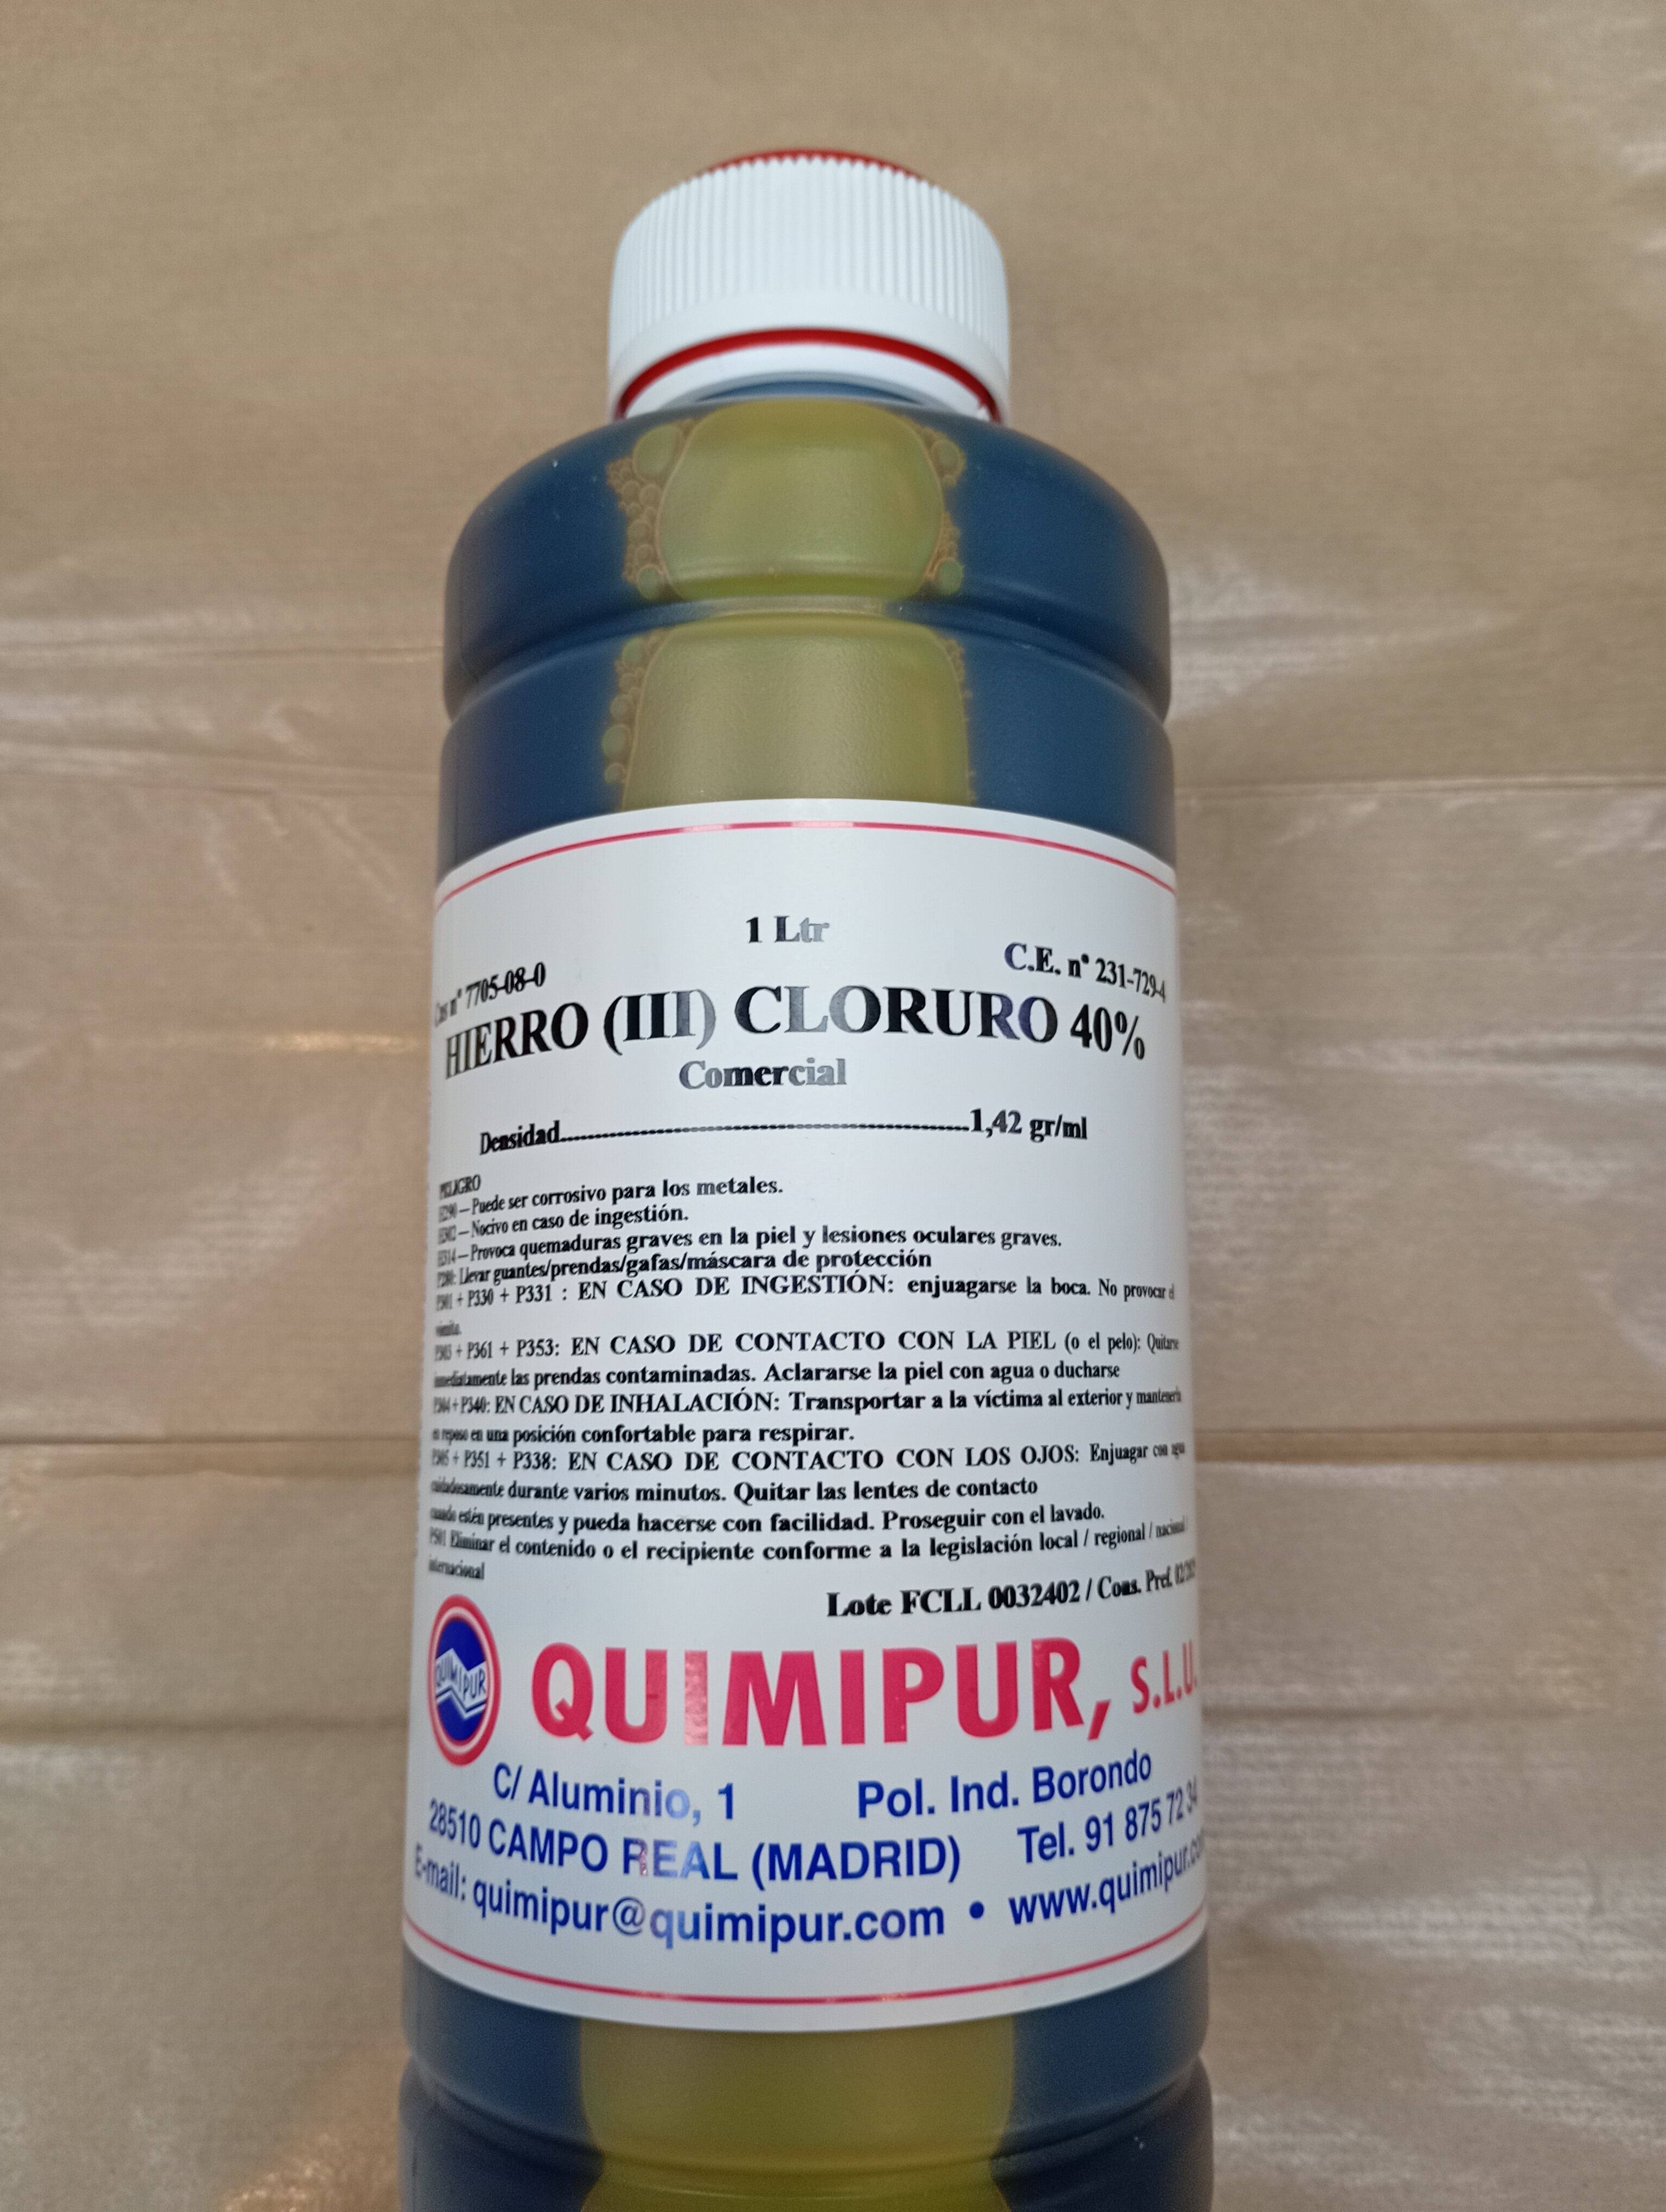 1 Ltr
Cas nº 7705-08-0
C.E. nº 231-729-4
HIERRO (III) CLORURO 40%
Comercial
Densidad..........1,42 gr/ml
PELIGRO
H290 – Puede ser corrosivo para los metales.
H302 – Nocivo en caso de ingestión.
H314 – Provoca quemaduras graves en la piel y lesiones oculares graves.
P280: Llevar guantes/prendas/gafas/máscara de protección
P301 + P330 + P331 : EN CASO DE INGESTIÓN: enjuagarse la boca. No provocar el
vómito.
P303 + P361 + P353: EN CASO DE CONTACTO CON LA PIEL (o el pelo): Quitarse
inmediatamente las prendas contaminadas. Aclararse la piel con agua o ducharse
P304+P340: EN CASO DE INHALACIÓN: Transportar a la víctima al exterior y mantenerla
en reposo en una posición confortable para respirar.
P305 + P351 + P338: EN CASO DE CONTACTO CON LOS OJOS: Enjuagar con agua
cuidadosamente durante varios minutos. Quitar las lentes de contacto
cuando estén presentes y pueda hacerse con facilidad. Proseguir con el lavado.
P501 Eliminar el contenido o el recipiente conforme a la legislación local / regional / nacional /
internacional
Lote FCLL 0032402 / Cons. Pref. 02/
QUIMIPUR
QUIMIPUR, S.L.U.
C/ Aluminio, 1 Pol. Ind. Borondo
28510 CAMPO REAL (MADRID) Tel. 91 875 72 34
E-mail: quimipur@quimipur.com • www.quimipur.com